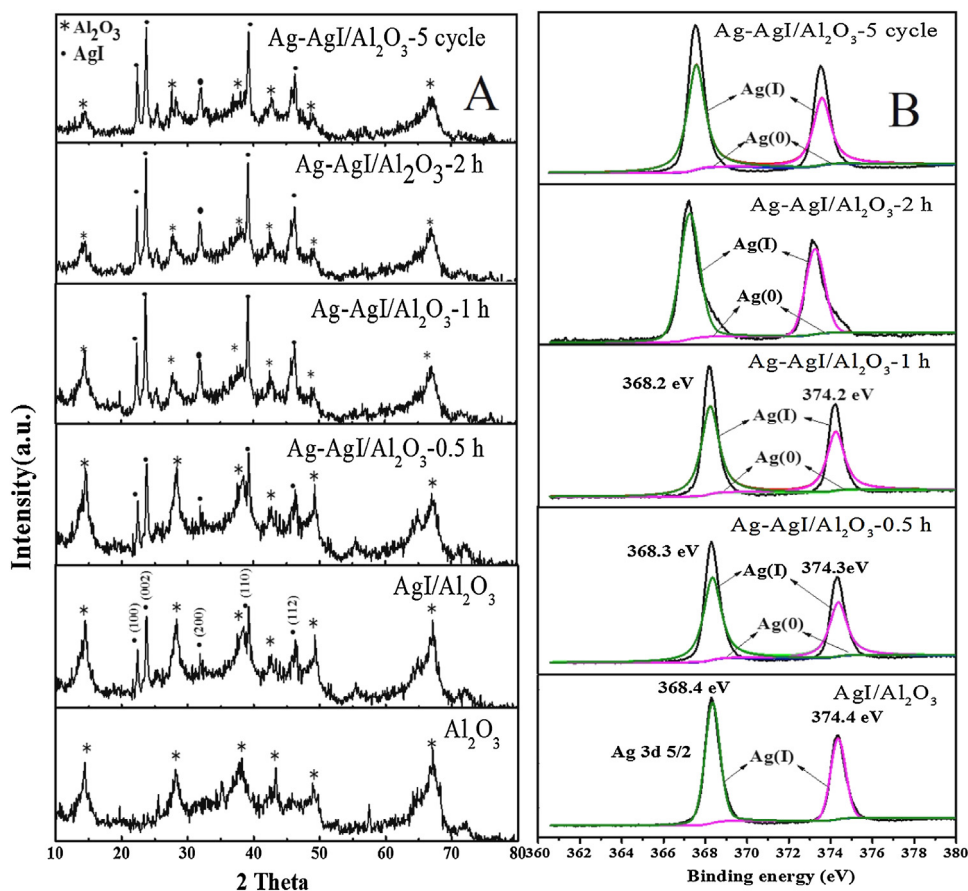 Intensity(a.u.)
* Al₂O₃
• AgI
Ag-AgI/Al₂O₃-5 cycle
A
Ag-AgI/Al₂O₃-2 h
Ag-AgI/Al₂O₃-1 h
Ag-AgI/Al₂O₃-0.5 h
AgI/Al₂O₃
(100)
(002)
(200)
(110)
(112)
Al₂O₃
10 20 30 40 50 60 70 80
2 Theta
Ag-AgI/Al₂O₃-5 cycle
B
Ag(I)
Ag(0)
Ag-AgI/Al₂O₃-2 h
Ag(I)
Ag(0)
Ag-AgI/Al₂O₃-1 h
368.2 eV
374.2 eV
Ag(I)
Ag(0)
Ag-AgI/Al₂O₃-0.5 h
368.3 eV
Ag(I)
374.3eV
Ag(0)
AgI/Al₂O₃
368.4 eV
374.4 eV
Ag 3d 5/2
Ag(I)
360 362 364 366 368 370 372 374 376 378 380
Binding energy (eV)